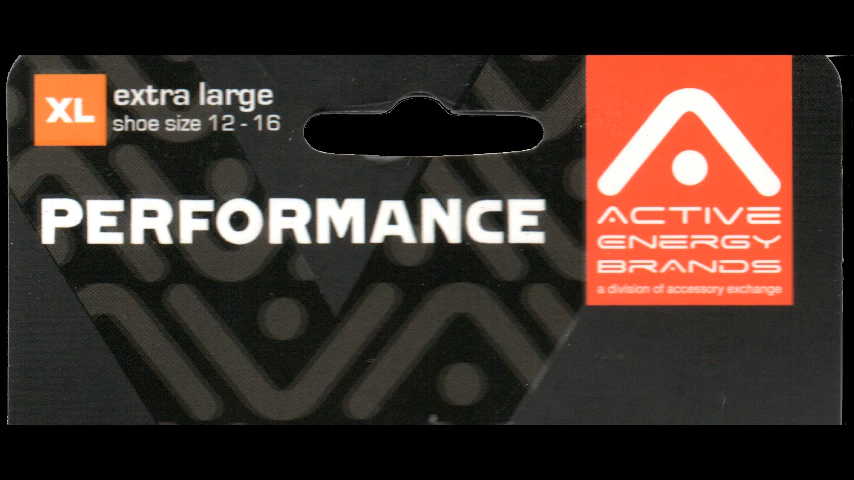 XL
extra large
shoe size 12 - 16
PERFORMANCE
ACTIVE
ENERGY
BRANDS
a division of accessory exchange